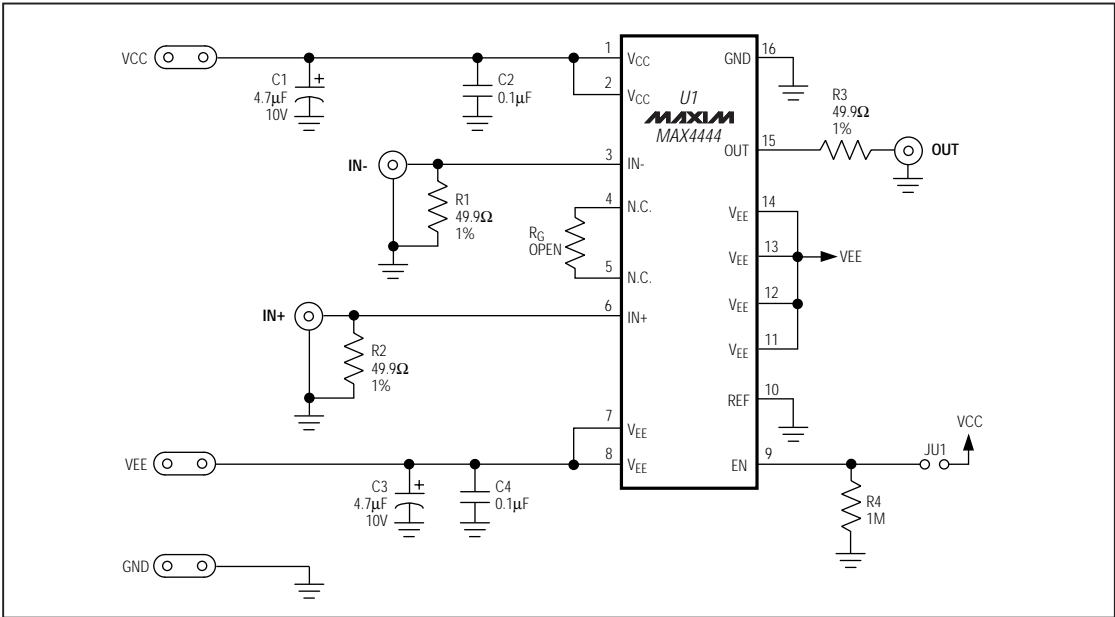 VCC
C1
4.7µF
10V
+
C2
0.1µF
1
VCC
2
VCC
U1
MAXIM
MAX4444
GND
16
R3
49.9Ω
1%
OUT
15
OUT
IN-
3
IN-
R1
49.9Ω
1%
4
N.C.
RG
OPEN
5
N.C.
14
VEE
13
VEE
VEE
12
VEE
11
VEE
IN+
6
IN+
R2
49.9Ω
1%
REF
10
7
VEE
VEE
8
VEE
C3
4.7µF
10V
+
C4
0.1µF
EN
9
JU1
VCC
R4
1M
GND